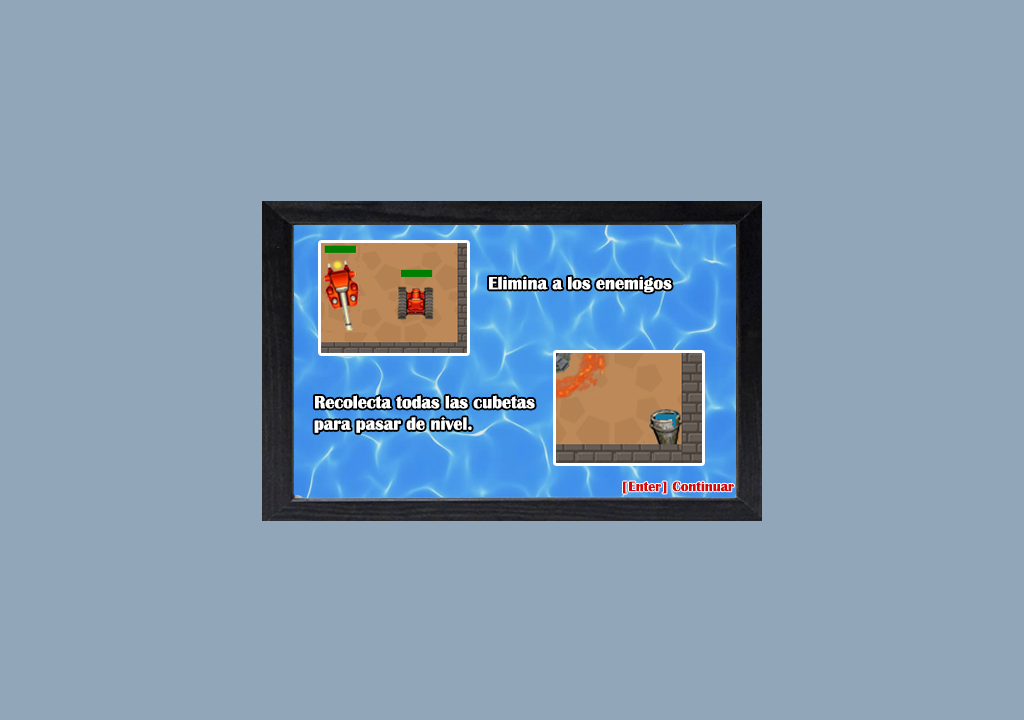 Elimina a los enemigos
Recolecta todas las cubetas
para pasar de nivel.
[Enter] Continuar